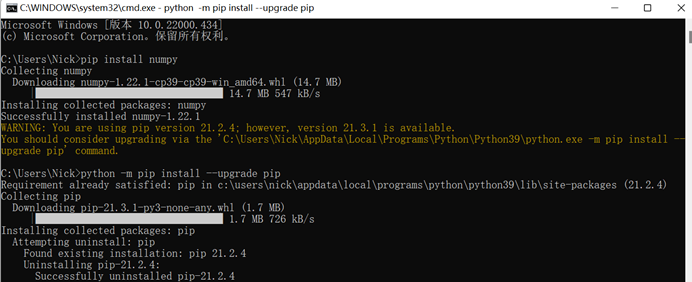 C:\WINDOWS\system32\cmd.exe - python  -m pip install --upgrade pip
Microsoft Windows [版本 10.0.22000.434]
(c) Microsoft Corporation。保留所有权利。
C:\Users\Nick>pip install numpy
Collecting numpy
  Downloading numpy-1.22.1-cp39-cp39-win_amd64.whl (14.7 MB)
     |████████████████████████████████| 14.7 MB 547 kB/s
Installing collected packages: numpy
Successfully installed numpy-1.22.1
WARNING: You are using pip version 21.2.4; however, version 21.3.1 is available.
You should consider upgrading via the 'C:\Users\Nick\AppData\Local\Programs\Python\Python39\python.exe -m pip install --
upgrade pip' command.
C:\Users\Nick>python -m pip install --upgrade pip
Requirement already satisfied: pip in c:\users\nick\appdata\local\programs\python\python39\lib\site-packages (21.2.4)
Collecting pip
  Downloading pip-21.3.1-py3-none-any.whl (1.7 MB)
     |████████████████████████████████| 1.7 MB 726 kB/s
Installing collected packages: pip
  Attempting uninstall: pip
    Found existing installation: pip 21.2.4
    Uninstalling pip-21.2.4:
      Successfully uninstalled pip-21.2.4